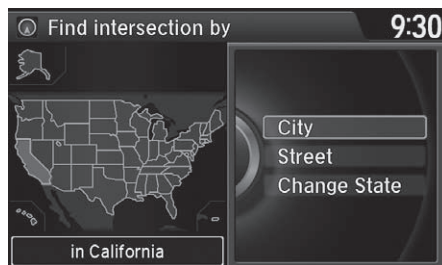 Find intersection by
9:30
City
Street
Change State
in California